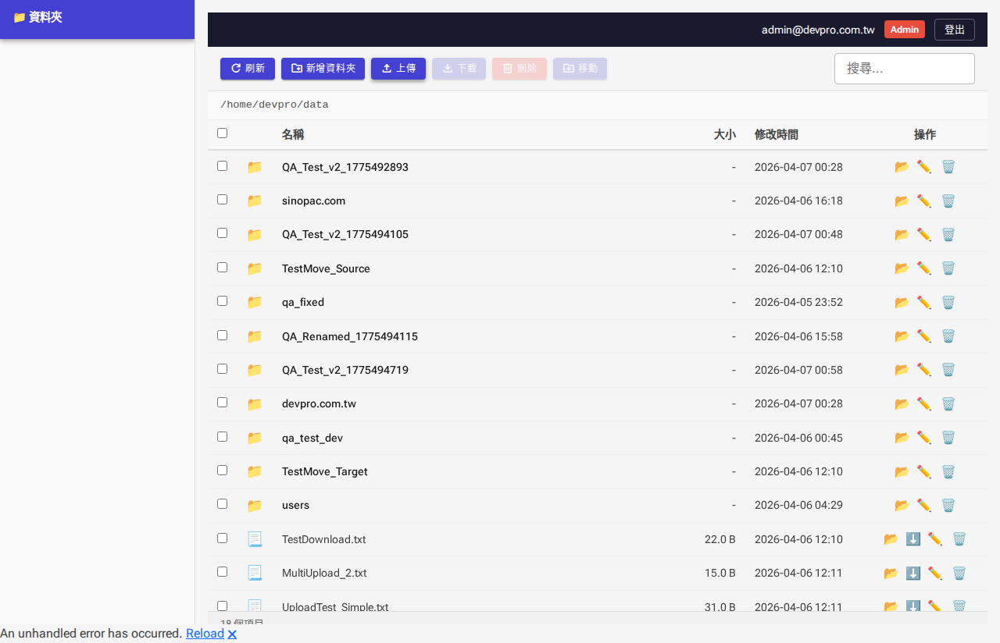 📁 資料夾
admin@devpro.com.tw Admin 登出
刷新 新增資料夾 上傳 下載 刪除 移動 搜尋...
/home/devpro/data
名稱 大小 修改時間 操作
QA_Test_v2_1775492893 - 2026-04-07 00:28
sinopac.com - 2026-04-06 16:18
QA_Test_v2_1775494105 - 2026-04-07 00:48
TestMove_Source - 2026-04-06 12:10
qa_fixed - 2026-04-05 23:52
QA_Renamed_1775494115 - 2026-04-06 15:58
QA_Test_v2_1775494719 - 2026-04-07 00:58
devpro.com.tw - 2026-04-07 00:28
qa_test_dev - 2026-04-06 00:45
TestMove_Target - 2026-04-06 12:10
users - 2026-04-06 04:29
TestDownload.txt 22.0 B 2026-04-06 12:10
MultiUpload_2.txt 15.0 B 2026-04-06 12:11
UploadTest_Simple.txt 31.0 B 2026-04-06 12:11
18 個項目
An unhandled error has occurred. Reload X